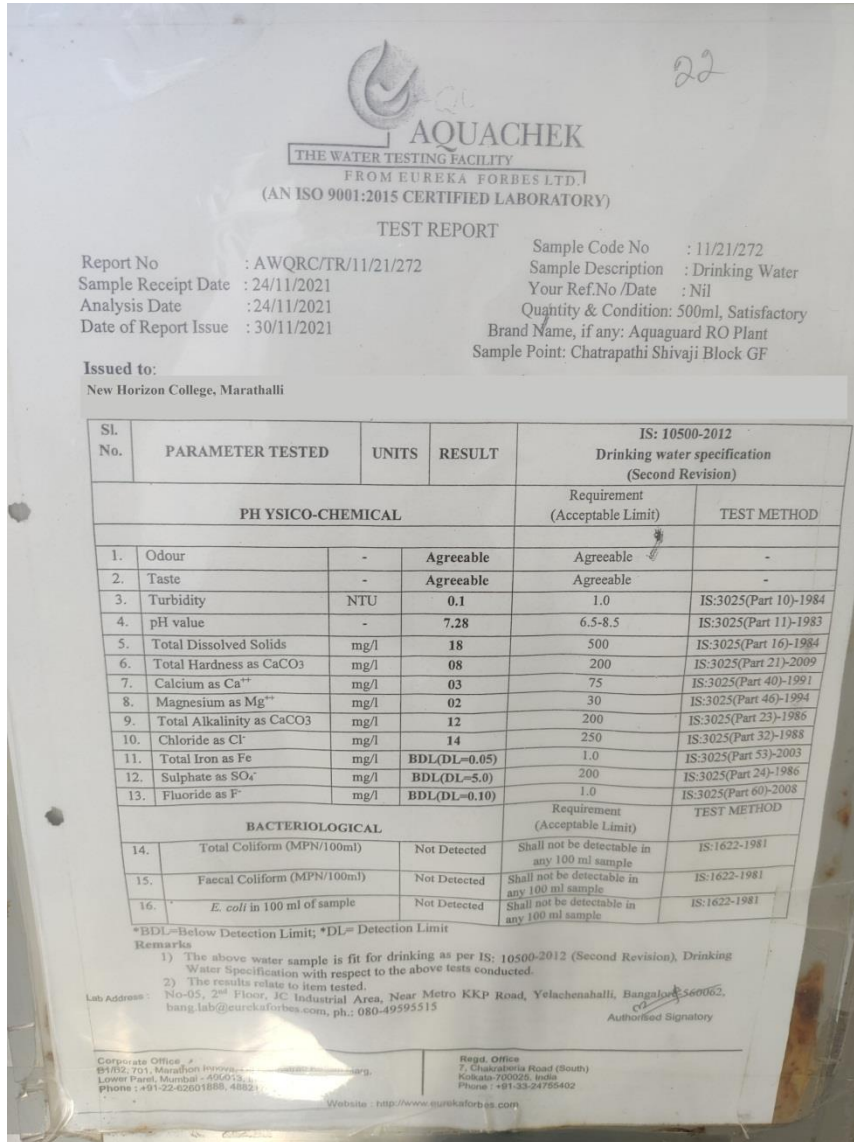 22
AQUACHEK
THE WATER TESTING FACILITY
FROM EUREKA FORBES LTD.
(AN ISO 9001:2015 CERTIFIED LABORATORY)
TEST REPORT
Report No : AWQRC/TR/11/21/272
Sample Receipt Date : 24/11/2021
Analysis Date :24/11/2021
Date of Report Issue : 30/11/2021
Sample Code No : 11/21/272
Sample Description : Drinking Water
Your Ref.No /Date : Nil
Quantity & Condition: 500ml, Satisfactory
Brand Name, if any: Aquaguard RO Plant
Sample Point: Chatrapathi Shivaji Block GF
Issued to:
New Horizon College, Marathalli
Sl. No. PARAMETER TESTED UNITS RESULT IS: 10500-2012
Drinking water specification
(Second Revision)
PH YSICO-CHEMICAL Requirement (Acceptable Limit) TEST METHOD
1. Odour - Agreeable Agreeable -
2. Taste - Agreeable Agreeable -
3. Turbidity NTU 0.1 1.0 IS:3025(Part 10)-1984
4. pH value - 7.28 6.5-8.5 IS:3025(Part 11)-1983
5. Total Dissolved Solids mg/l 18 500 IS:3025(Part 16)-1984
6. Total Hardness as CaCO3 mg/l 08 200 IS:3025(Part 21)-2009
7. Calcium as Ca++ mg/l 03 75 IS:3025(Part 40)-1991
8. Magnesium as Mg++ mg/l 02 30 IS:3025(Part 46)-1994
9. Total Alkalinity as CaCO3 mg/l 12 200 IS:3025(Part 23)-1986
10. Chloride as Cl- mg/l 14 250 IS:3025(Part 32)-1988
11. Total Iron as Fe mg/l BDL(DL=0.05) 1.0 IS:3025(Part 53)-2003
12. Sulphate as SO4- mg/l BDL(DL=5.0) 200 IS:3025(Part 24)-1986
13. Fluoride as F- mg/l BDL(DL=0.10) 1.0 IS:3025(Part 60)-2008
BACTERIOLOGICAL Requirement (Acceptable Limit) TEST METHOD
14. Total Coliform (MPN/100ml) Not Detected Shall not be detectable in any 100 ml sample IS:1622-1981
15. Faecal Coliform (MPN/100ml) Not Detected Shall not be detectable in any 100 ml sample IS:1622-1981
16. E. coli in 100 ml of sample Not Detected Shall not be detectable in any 100 ml sample IS:1622-1981
*BDL=Below Detection Limit; *DL= Detection Limit
Remarks
1) The above water sample is fit for drinking as per IS: 10500-2012 (Second Revision), Drinking
Water Specification with respect to the above tests conducted.
2) The results relate to item tested.
Lab Address : No-05, 2nd Floor, JC Industrial Area, Near Metro KKP Road, Yelachenahalli, Bangalore-560062,
bang.lab@eurekaforbes.com, ph.: 080-49595515
Authorised Signatory
Corporate Office
B1/B2, 701, Marathon
Lower Parel, Mumbai - 400013,
Phone : +91-22-62601888,
Regd. Office
7, Chakraberia Road (South)
Kolkata-700025, India
Phone : +91-33-24755402
Website : http://www.eurekaforbes.com